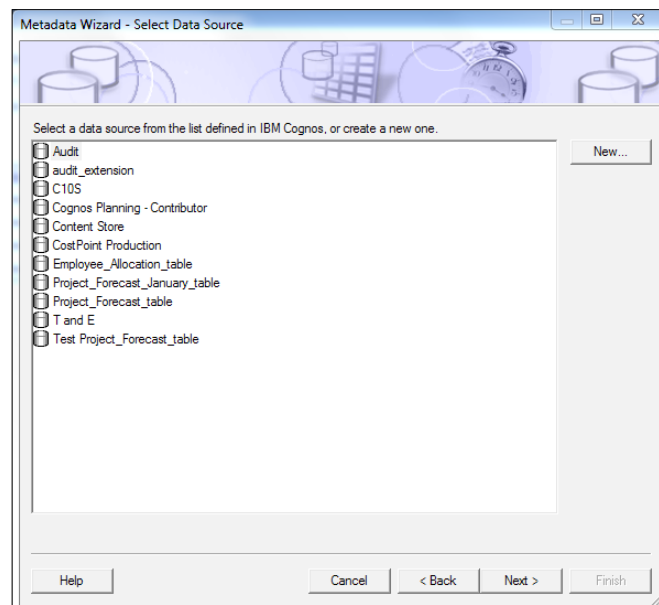 Metadata Wizard - Select Data Source
Select a data source from the list defined in IBM Cognos, or create a new one.
Audit
New...
audit_extension
C10S
Cognos Planning - Contributor
Content Store
CostPoint Production
Employee_Allocation_table
Project_Forecast_January_table
Project_Forecast_table
T and E
Test Project_Forecast_table
Help
Cancel
< Back
Next >
Finish